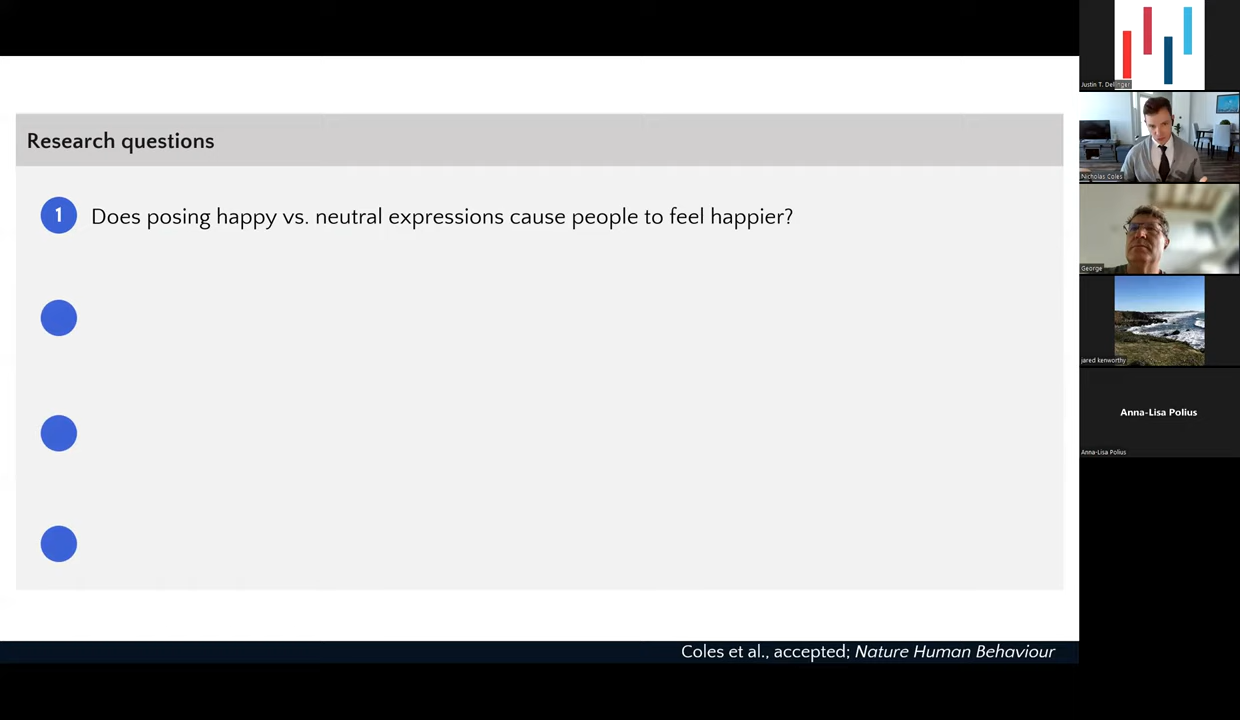 Research questions
1 Does posing happy vs. neutral expressions cause people to feel happier?
Coles et al., accepted; Nature Human Behaviour
Justin T. Dellinger
Nicholas Coles
George
jared kenworthy
Anna-Lisa Polius
Anna-Lisa Polius